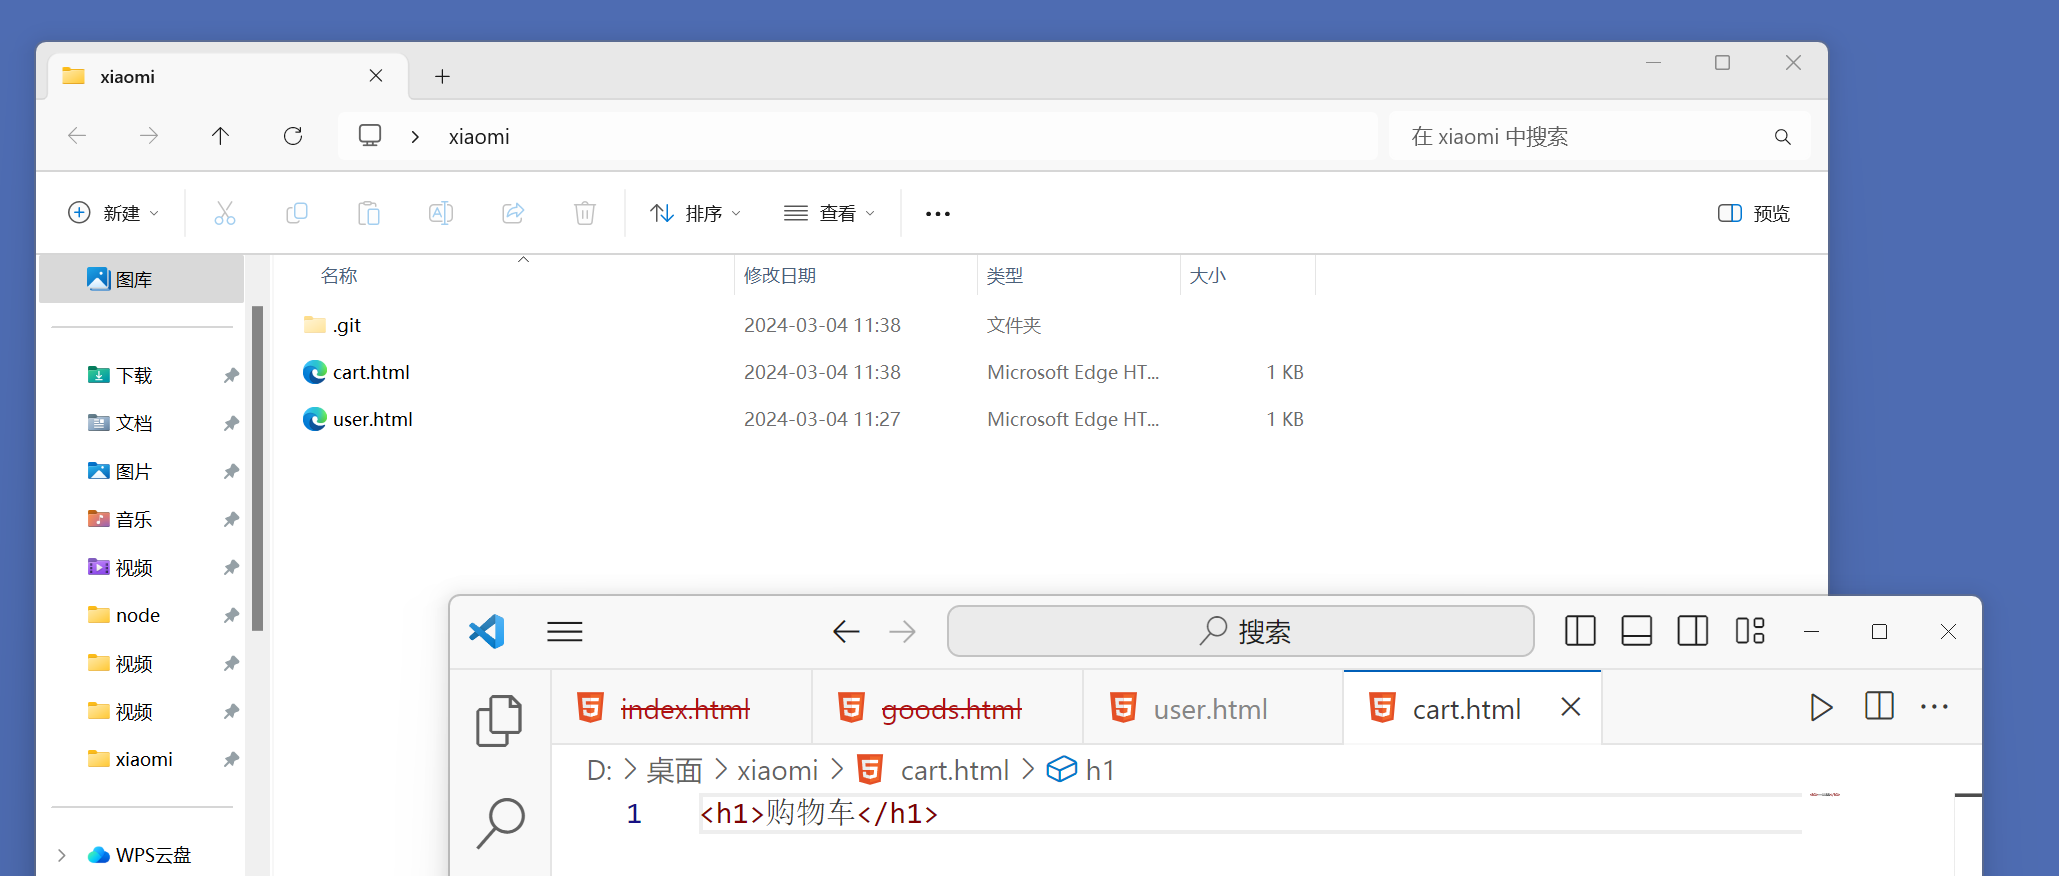 xiaomi
xiaomi
在 xiaomi 中搜索
新建
排序
查看
预览
图库
名称
修改日期
类型
大小
.git
2024-03-04 11:38
文件夹
cart.html
2024-03-04 11:38
Microsoft Edge HT...
1 KB
user.html
2024-03-04 11:27
Microsoft Edge HT...
1 KB
下载
文档
图片
音乐
视频
node
视频
视频
xiaomi
WPS云盘
搜索
index.html
goods.html
user.html
cart.html
D: > 桌面 > xiaomi > cart.html > h1
1 <h1>购物车</h1>